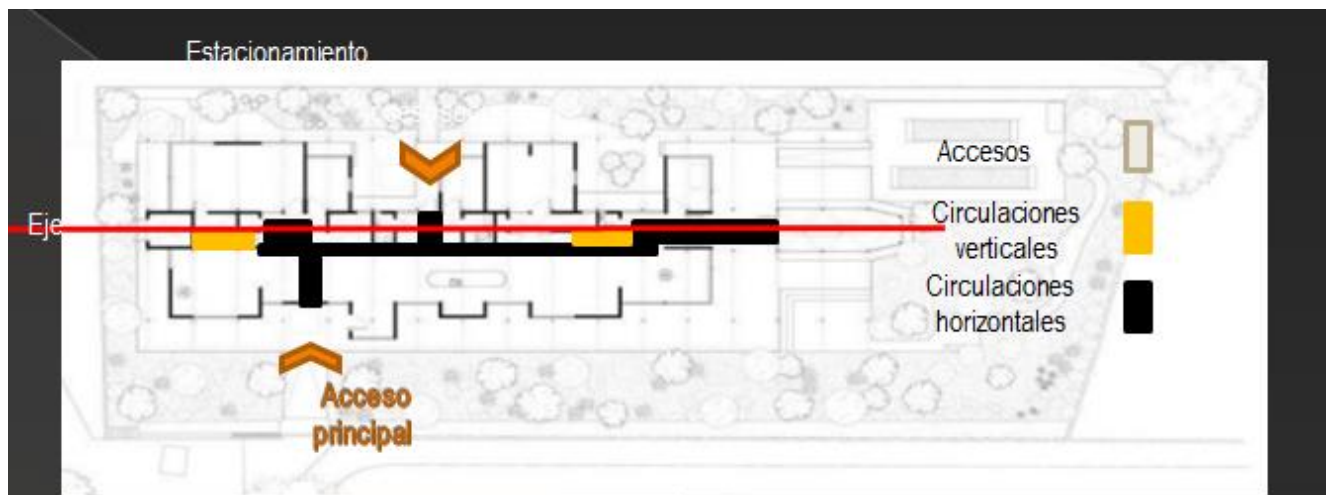 Estacionamiento
Accesos
Eje
Circulaciones
verticales
Circulaciones
horizontales
Acceso
principal